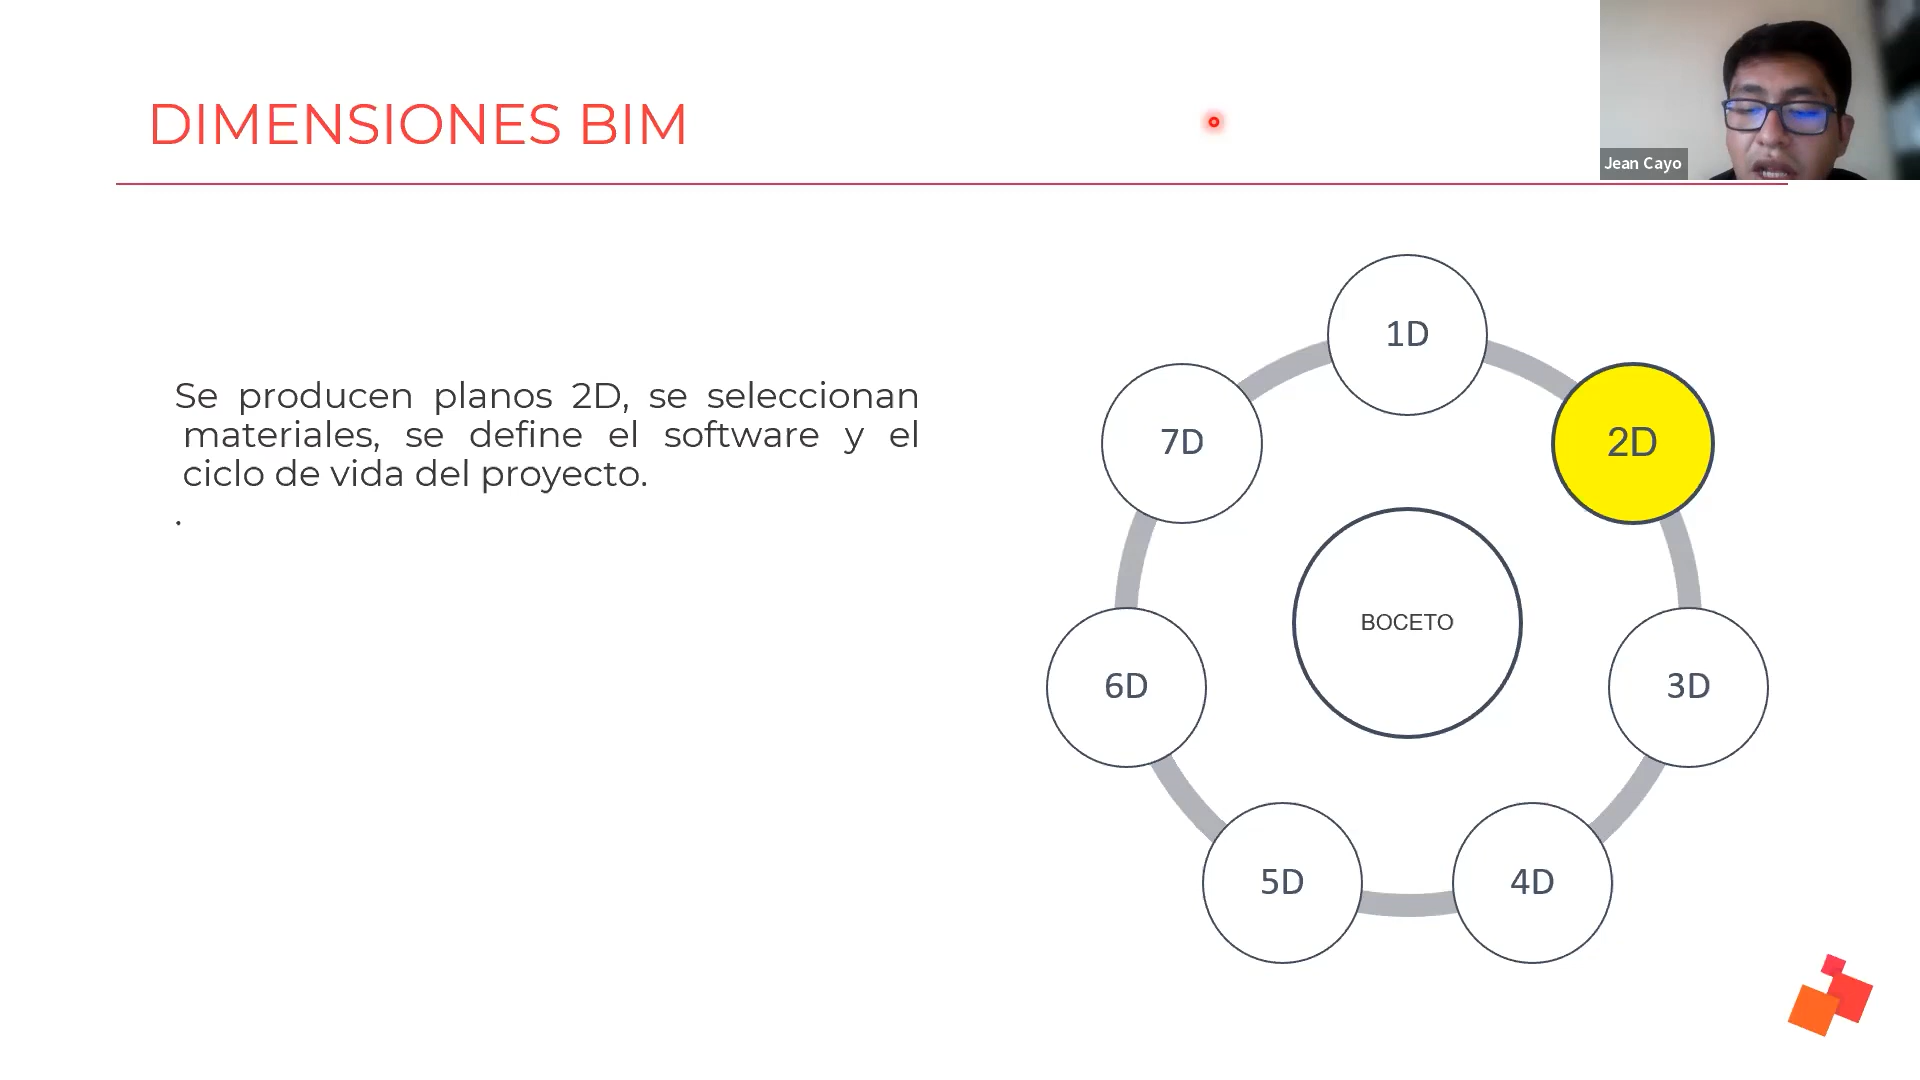 DIMENSIONES BIM
Jean Cayo
Se producen planos 2D, se seleccionan
materiales, se define el software y el
ciclo de vida del proyecto.
.
1D
2D
3D
4D
5D
6D
7D
BOCETO